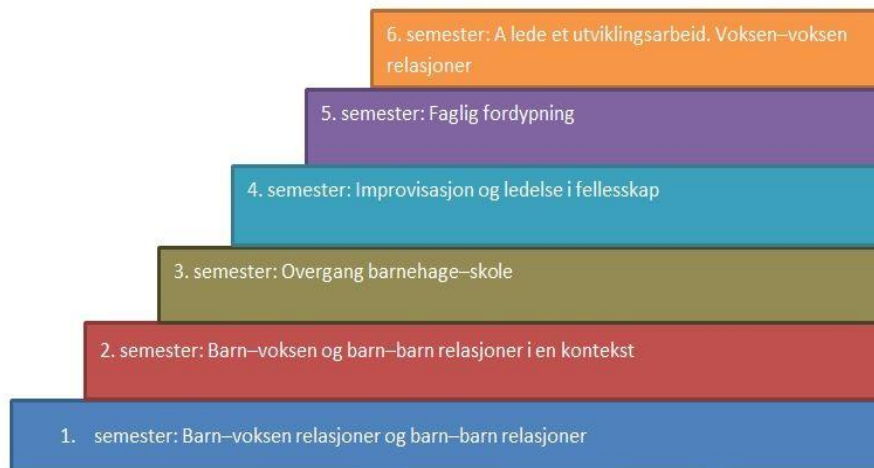 6. semester: A lede et utviklingsarbeid. Voksen–voksen
relasjoner
5. semester: Faglig fordypning
4. semester: Improvisasjon og ledelse i fellesskap
3. semester: Overgang barnehage–skole
2. semester: Barn–voksen og barn–barn relasjoner i en kontekst
1. semester: Barn–voksen relasjoner og barn–barn relasjoner